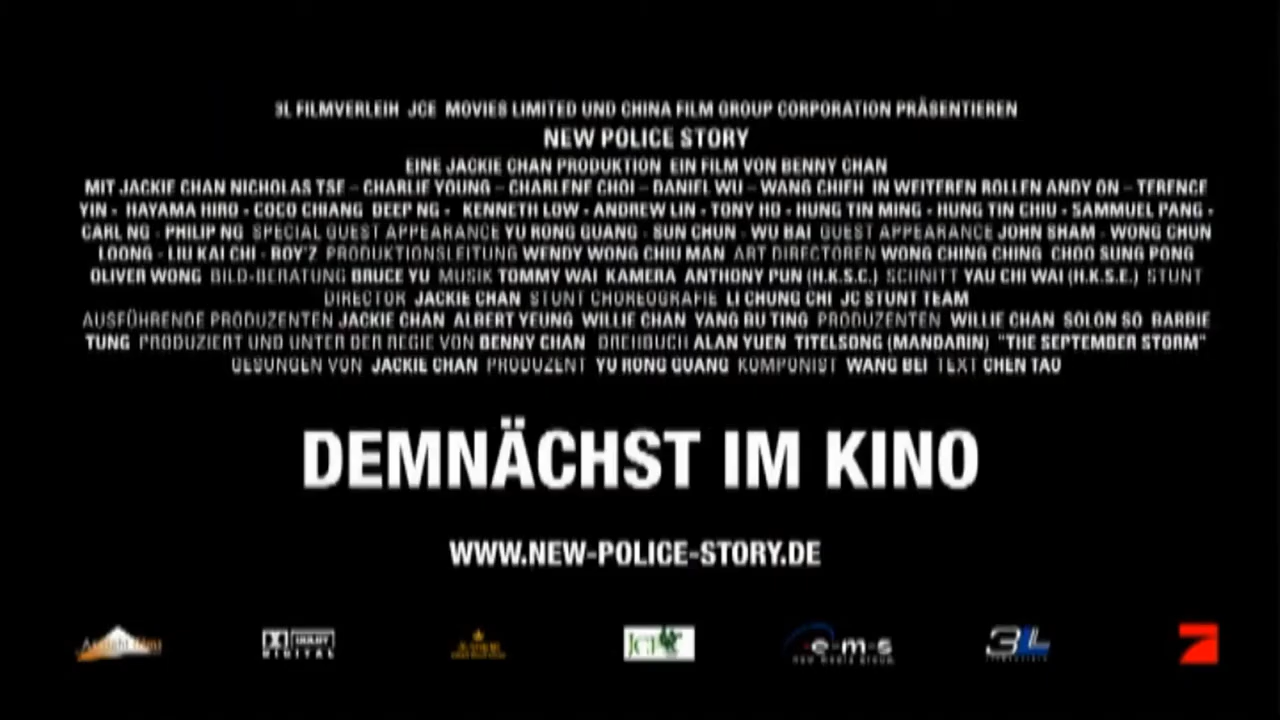 3L FILMVERLEIH JCE MOVIES LIMITED UND CHINA FILM GROUP CORPORATION PRÄSENTIEREN
NEW POLICE STORY
EINE JACKIE CHAN PRODUKTION EIN FILM VON BENNY CHAN
MIT JACKIE CHAN NICHOLAS TSE - CHARLIE YOUNG - CHARLENE CHOI - DANIEL WU - WANG CHIEH IN WEITEREN ROLLEN ANDY ON - TERENCE
YIN - HAYAMA HIRO - COCO CHIANG DEEP NG - KENNETH LOW - ANDREW LIN - TONY HO - HUNG TIN MING - HUNG TIN CHIU - SAMMUEL PANG -
CARL NG - PHILIP NG SPECIAL GUEST APPEARANCE YU RONG GUANG - SUN CHUN - WU BAI GUEST APPEARANCE JOHN SHAM - WONG CHUN
LOONG - LIU KAI CHI - BOY'Z PRODUKTIONSLEITUNG WENDY WONG CHIU MAN ART DIRECTOREN WONG CHING CHING CHOO SUNG PONG
OLIVER WONG BILD-BERATUNG BRUCE YU MUSIK TOMMY WAI KAMERA ANTHONY PUN (H.K.S.C.) SCHNITT YAU CHI WAI (H.K.S.E.) STUNT
DIRECTOR JACKIE CHAN STUNT CHOREOGRAFIE LI CHUNG CHI JC STUNT TEAM
AUSFÜHRENDE PRODUZENTEN JACKIE CHAN ALBERT YEUNG WILLIE CHAN YANG BU TING PRODUZENTEN WILLIE CHAN SOLON SO BARBIE
TUNG PRODUZIERT UND UNTER DER REGIE VON BENNY CHAN DREHBUCH ALAN YUEN TITELSONG (MANDARIN) "THE SEPTEMBER STORM"
GESUNGEN VON JACKIE CHAN PRODUZENT YU RONG GUANG KOMPONIST WANG BEI TEXT CHEN TAO
DEMNÄCHST IM KINO
WWW.NEW-POLICE-STORY.DE
DOLBY
DIGITAL
JCE
e-m-s
NEW MEDIA GROUP
3L
7